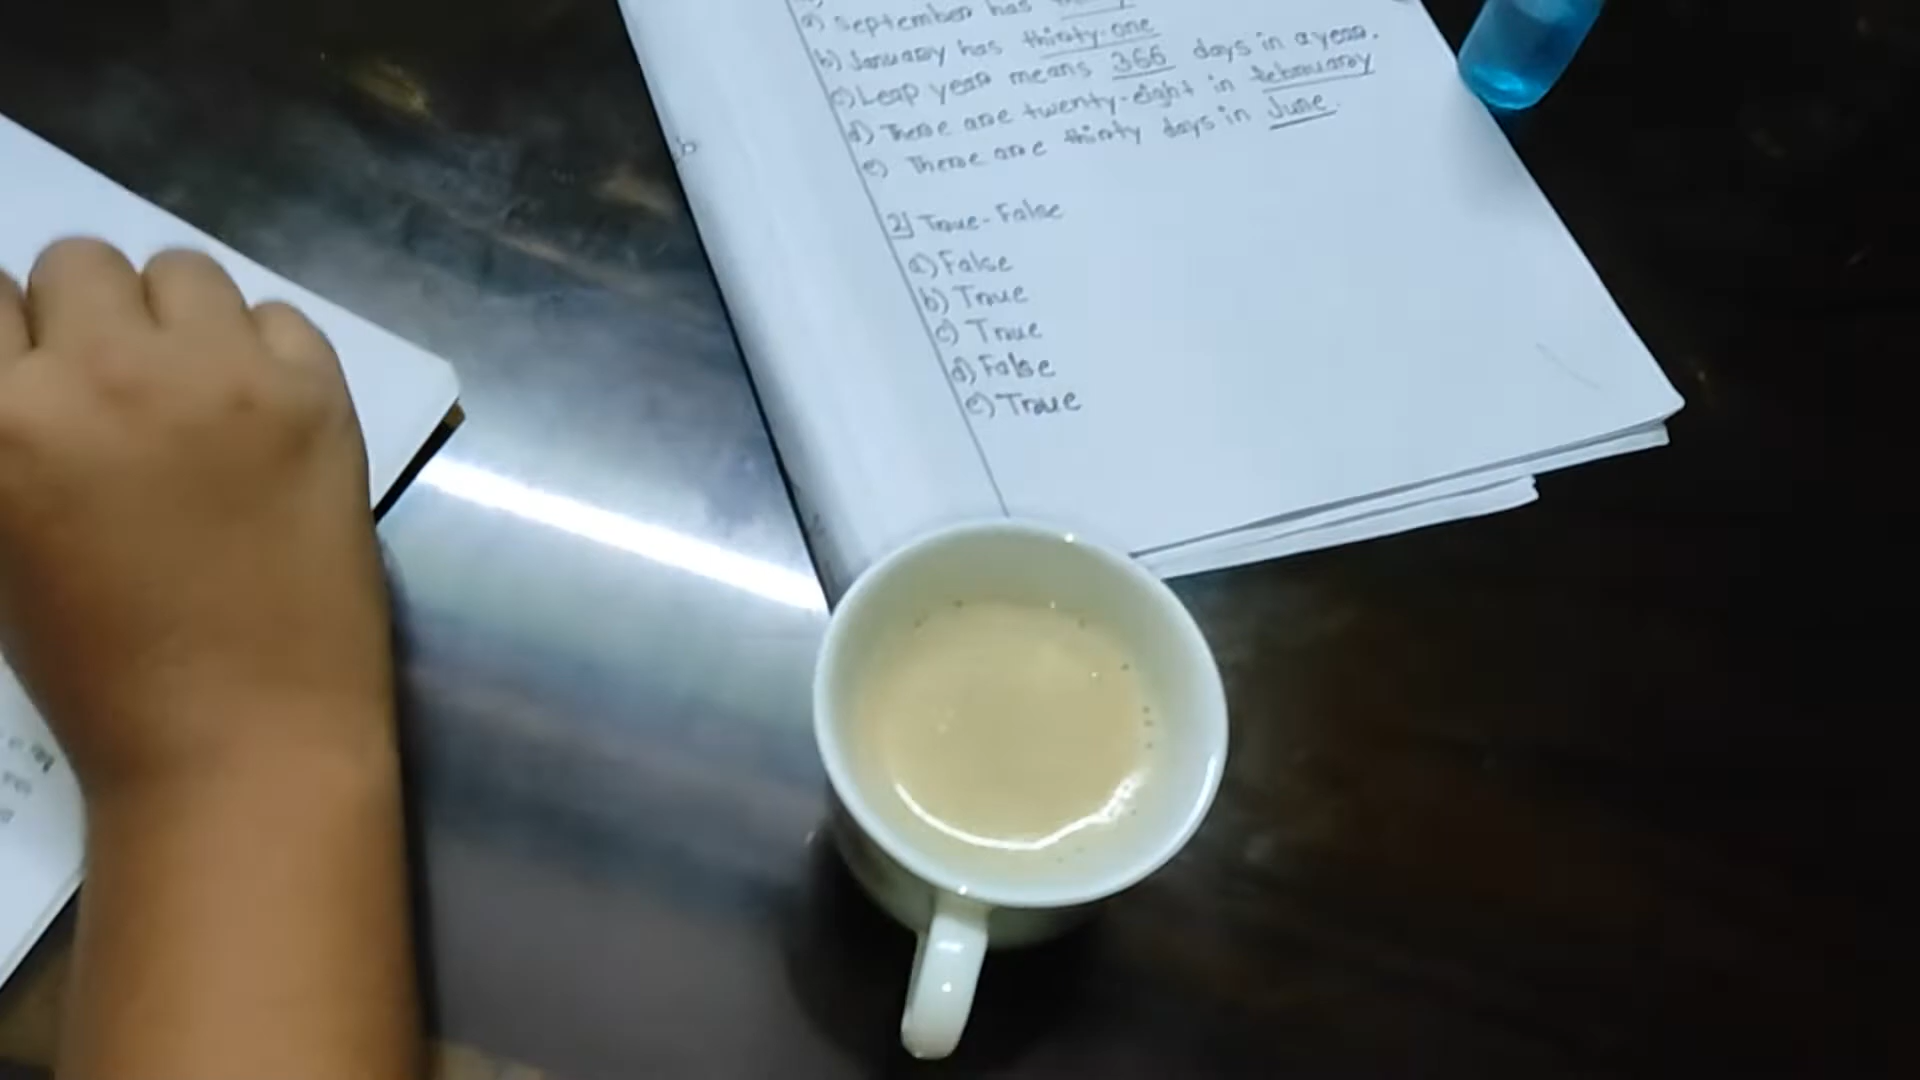 a) September has
b) January has thirty-one
c) Leap year means 366 days in a year.
d) There are twenty-eight in february
e) There are thirty days in June.
2] True-False
a) False
b) True
c) True
d) False
e) True